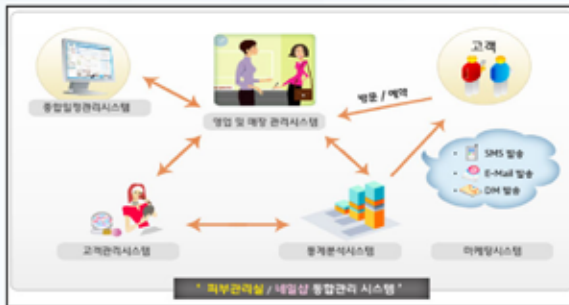 고객
종합일정관리시스템
영업 및 매장 관리시스템
방문 / 예약
• SMS 발송
• E-Mail 발송
• DM 발송
고객관리시스템
통계분석시스템
마케팅시스템
" 피부관리실 / 네일샵 통합관리 시스템 "